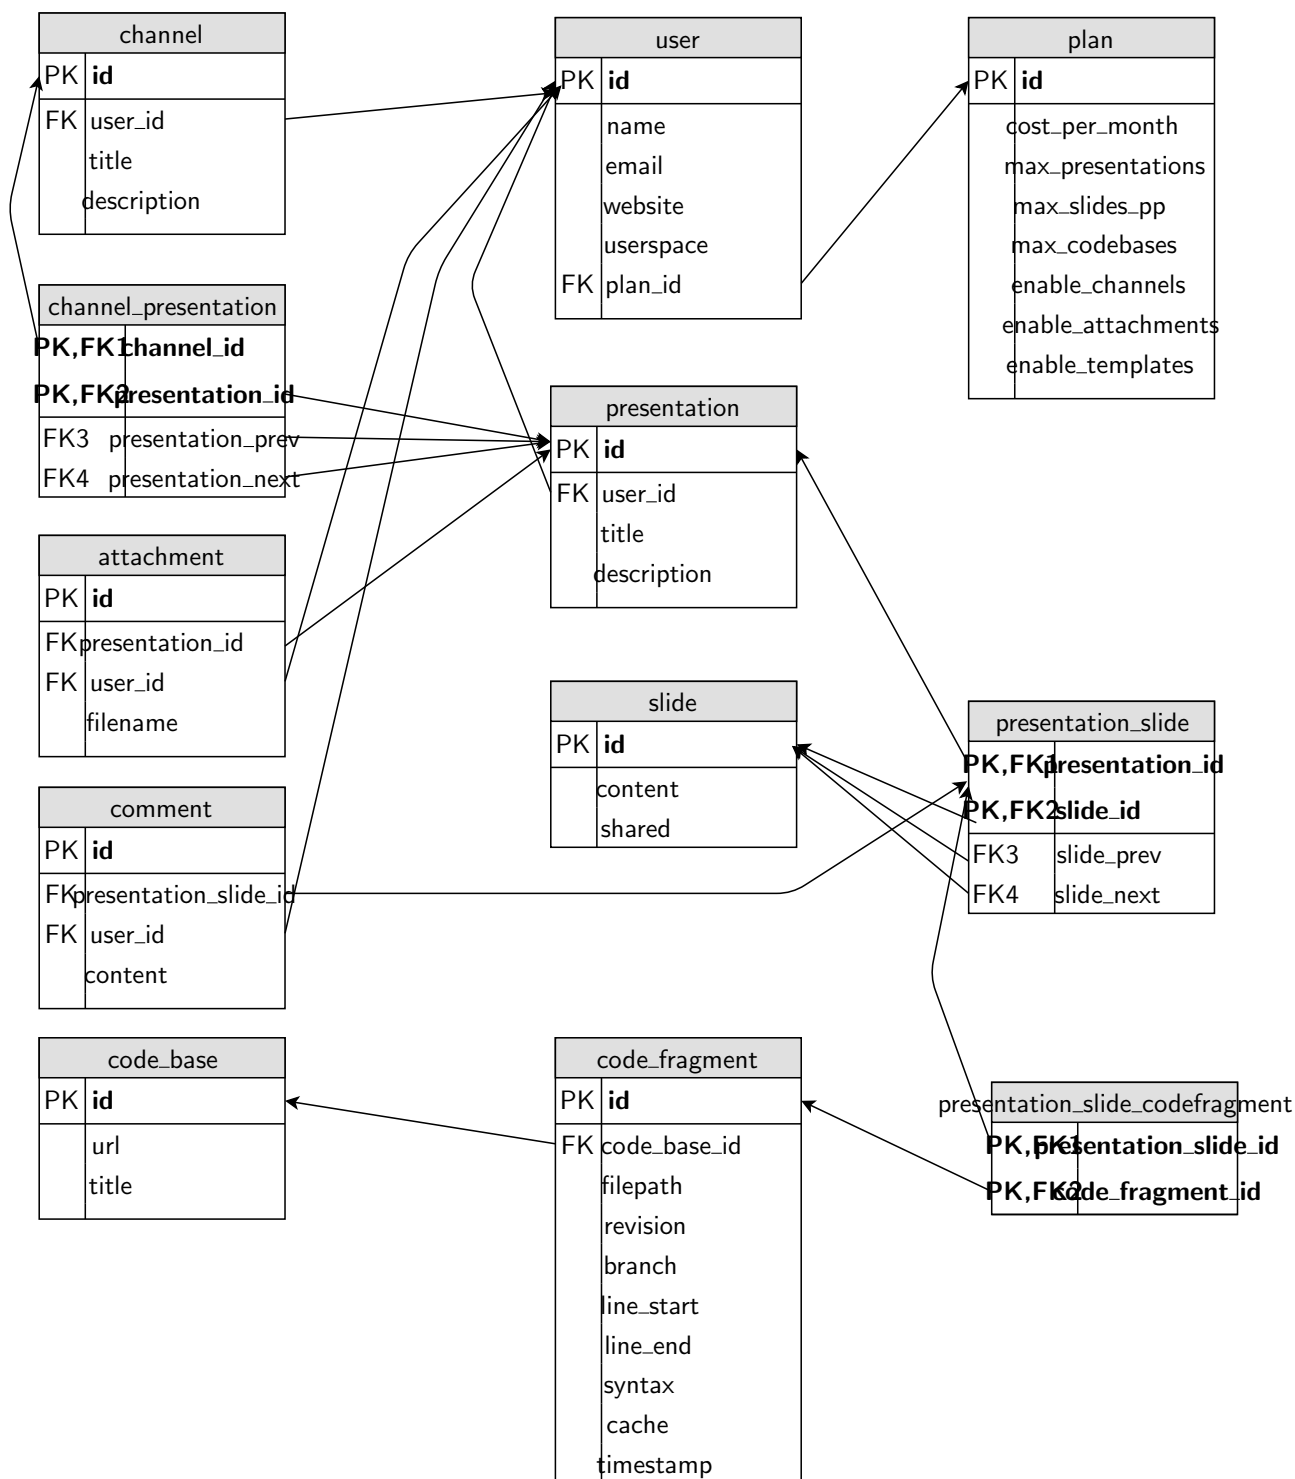 channel
PK id
FK user_id
title
description
user
PK id
name
email
website
userspace
FK plan_id
plan
PK id
cost_per_month
max_presentations
max_slides_pp
max_codebases
enable_channels
enable_attachments
enable_templates
channel_presentation
PK,FK1 channel_id
PK,FK2 presentation_id
FK3 presentation_prev
FK4 presentation_next
presentation
PK id
FK user_id
title
description
attachment
PK id
FK presentation_id
FK user_id
filename
slide
PK id
content
shared
presentation_slide
PK,FK1 presentation_id
PK,FK2 slide_id
FK3 slide_prev
FK4 slide_next
comment
PK id
FK presentation_slide_id
FK user_id
content
code_base
PK id
url
title
code_fragment
PK id
FK code_base_id
filepath
revision
branch
line_start
line_end
syntax
cache
timestamp
presentation_slide_codefragment
PK,FK1 presentation_slide_id
PK,FK2 code_fragment_id